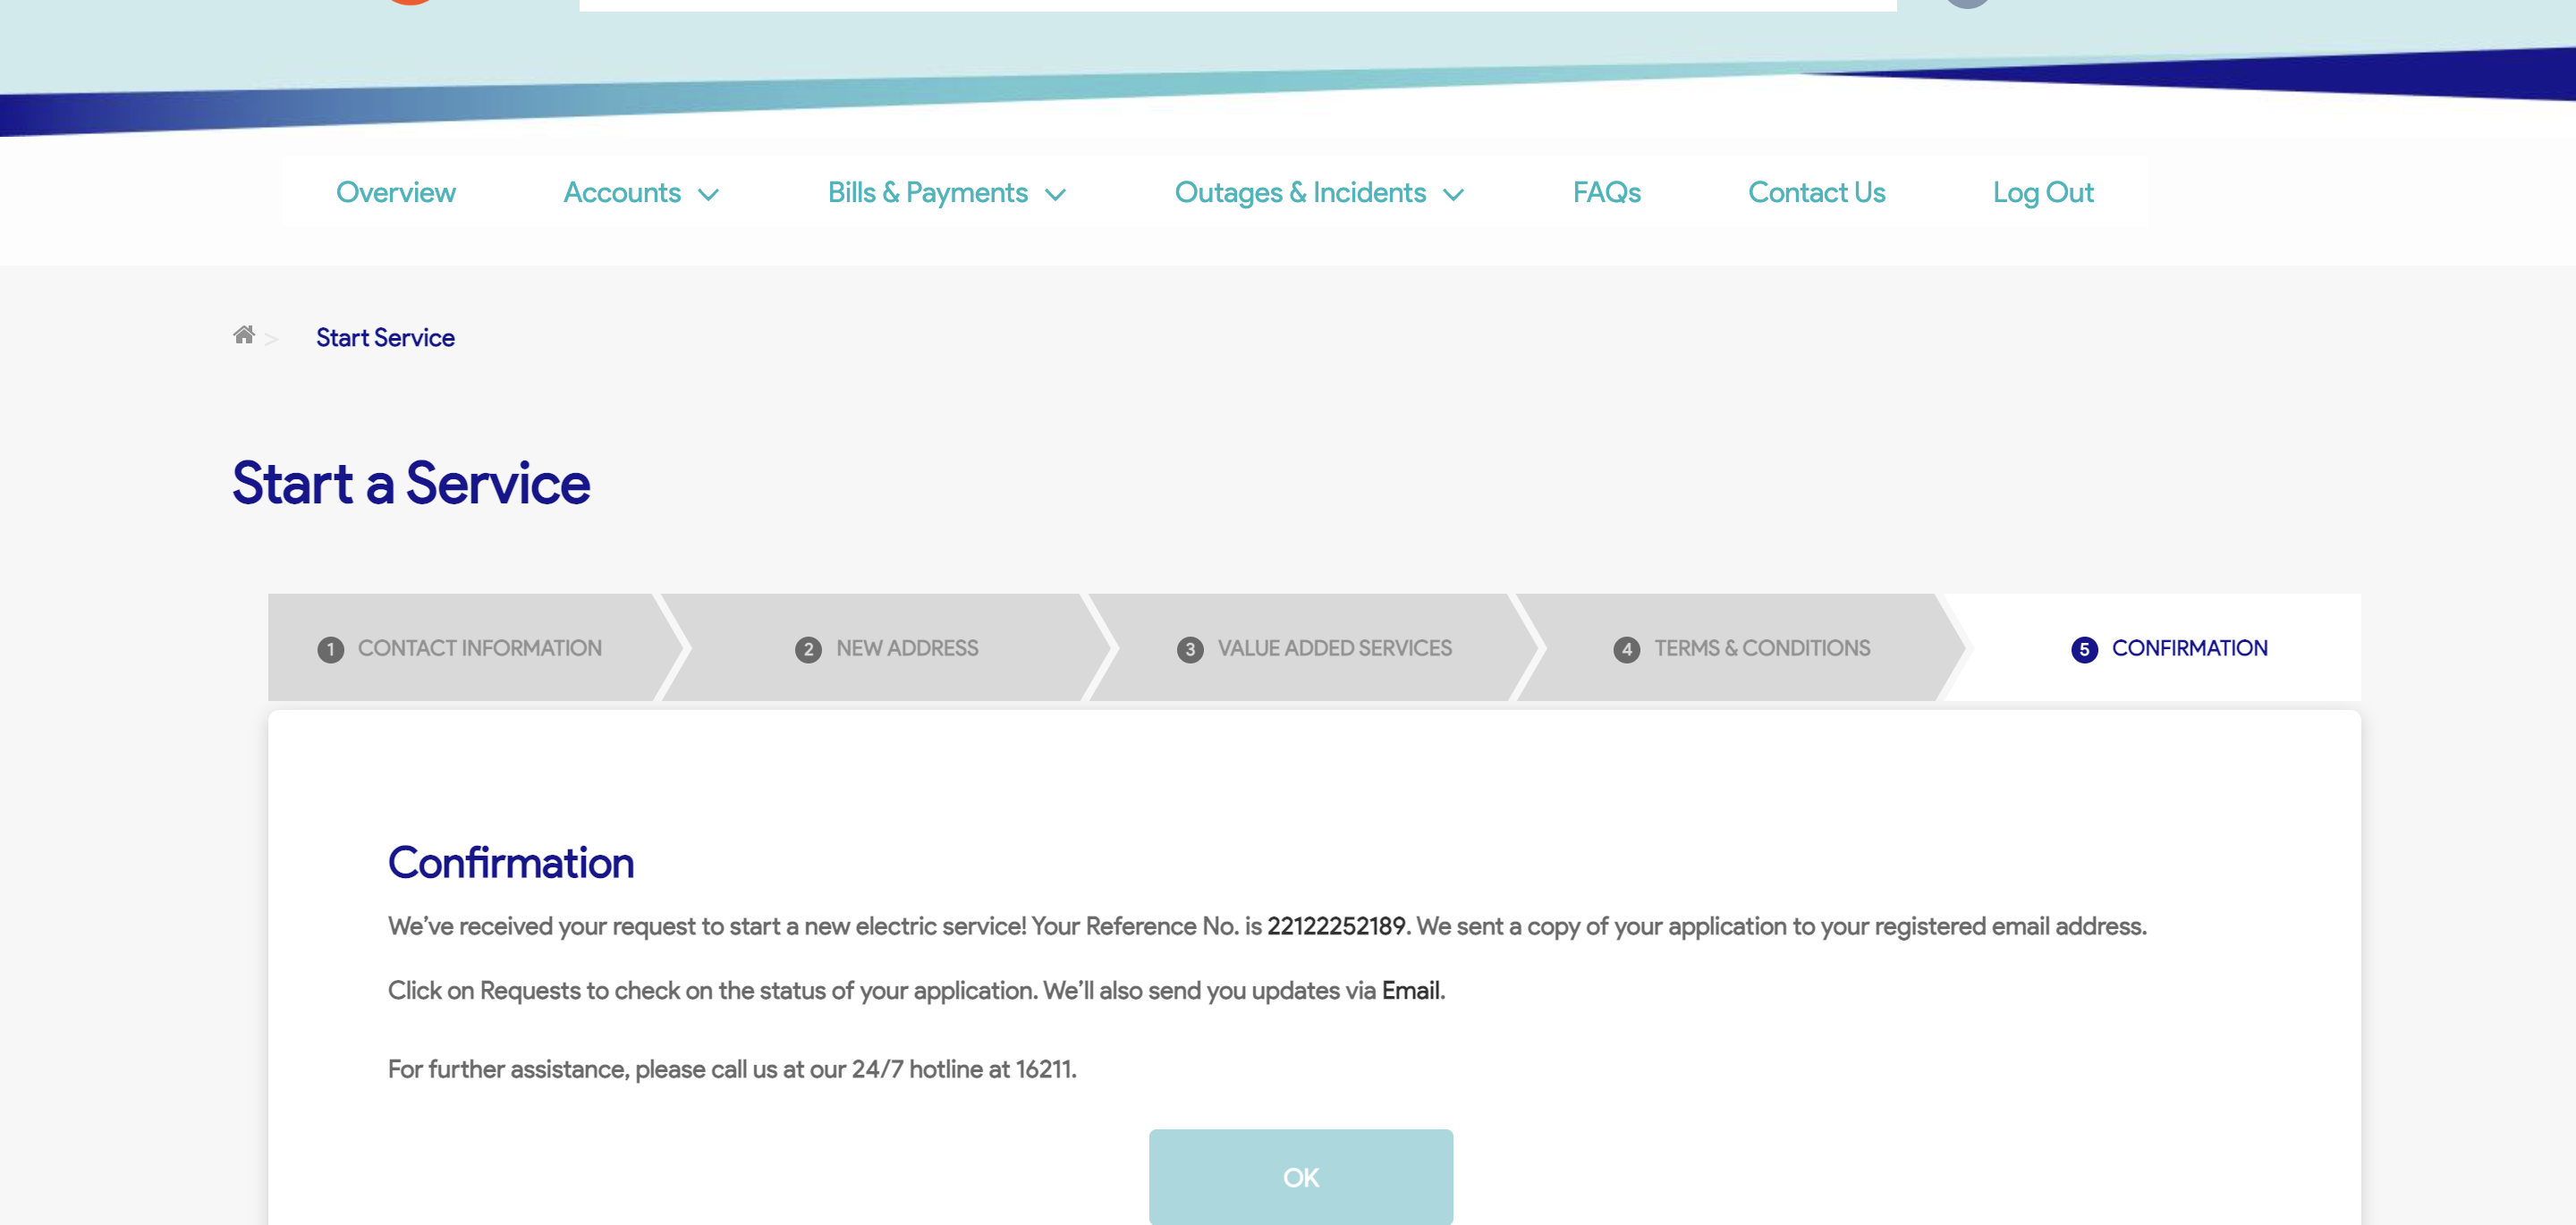 Overview Accounts Bills & Payments Outages & Incidents FAQs Contact Us Log Out
> Start Service
Start a Service
1 CONTACT INFORMATION 2 NEW ADDRESS 3 VALUE ADDED SERVICES 4 TERMS & CONDITIONS 5 CONFIRMATION
Confirmation
We’ve received your request to start a new electric service! Your Reference No. is 22122252189. We sent a copy of your application to your registered email address.
Click on Requests to check on the status of your application. We’ll also send you updates via Email.
For further assistance, please call us at our 24/7 hotline at 16211.
OK